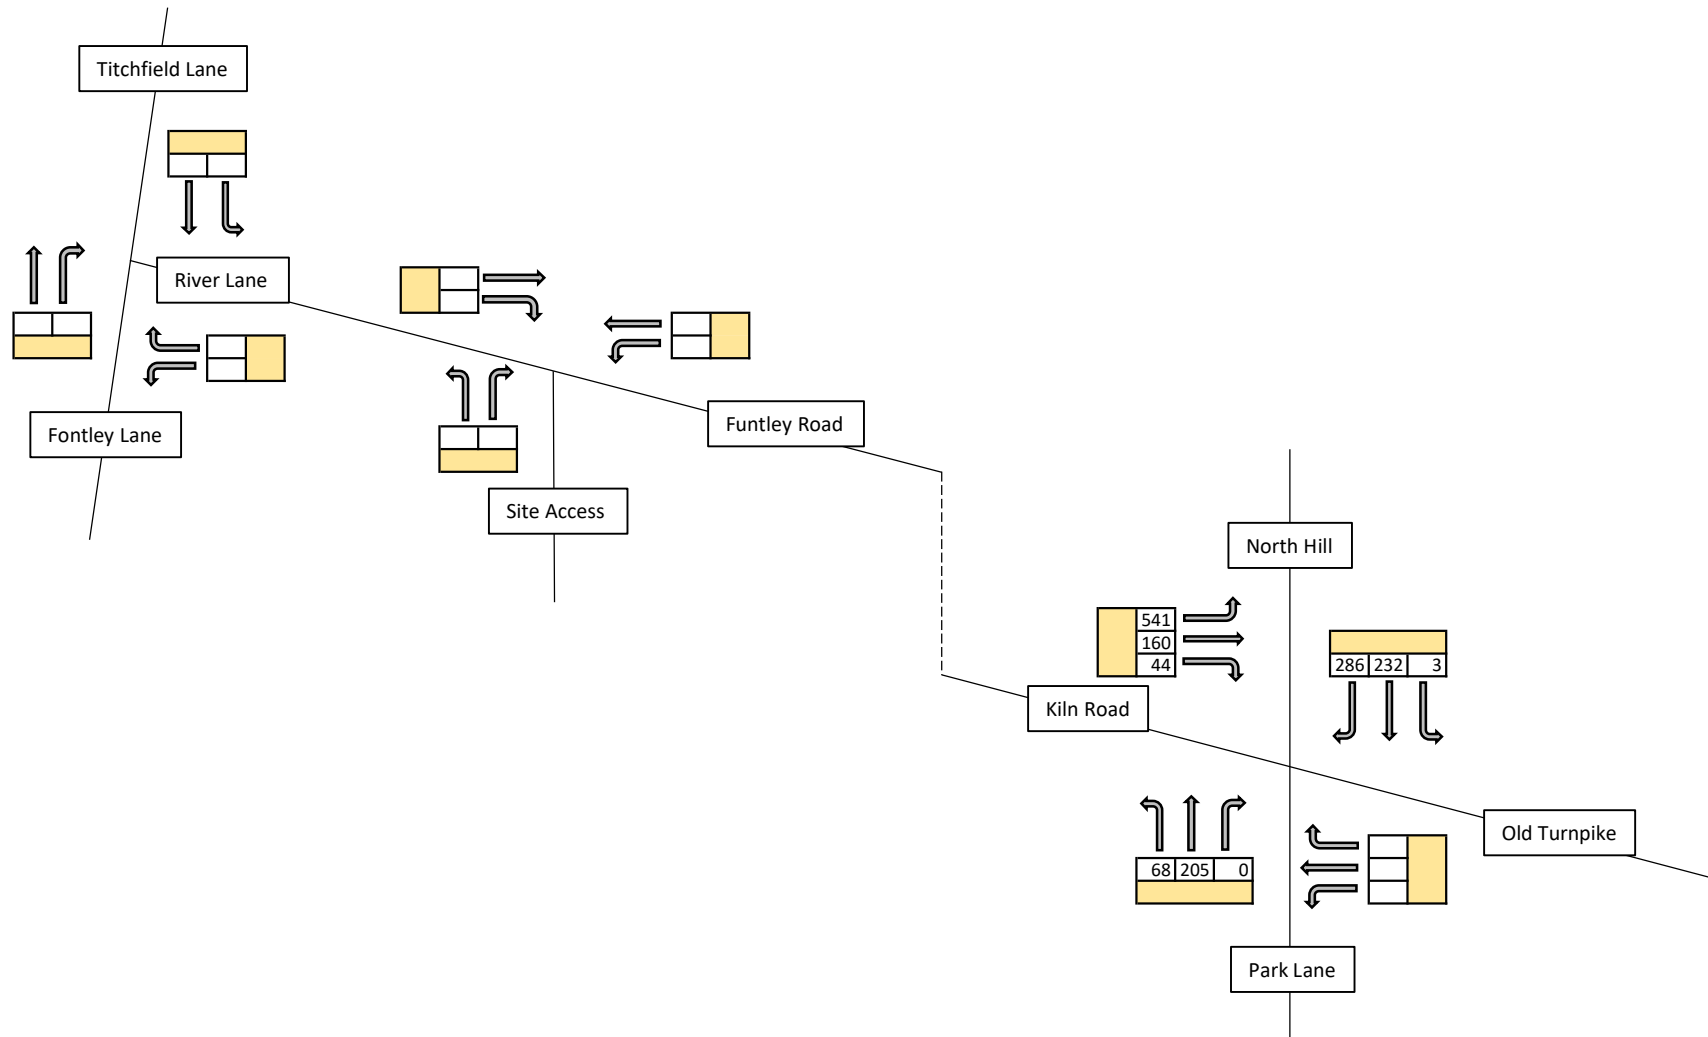 Titchfield Lane
River Lane
Fontley Lane
Funtley Road
Site Access
North Hill
541
160
44
286 232 3
Kiln Road
Old Turnpike
68 205 0
Park Lane